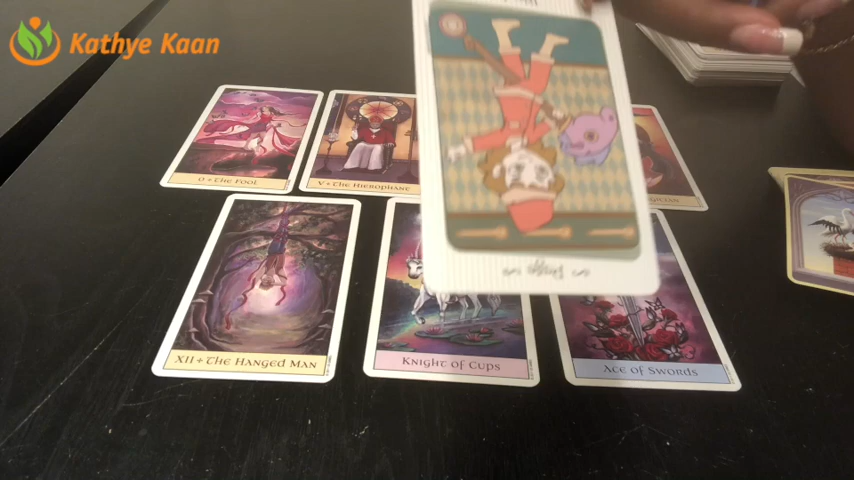 Kathye Kaan
0 + The Fool
V + The Hierophant
XII + The Hanged Man
Knight of Cups
Ace of Swords